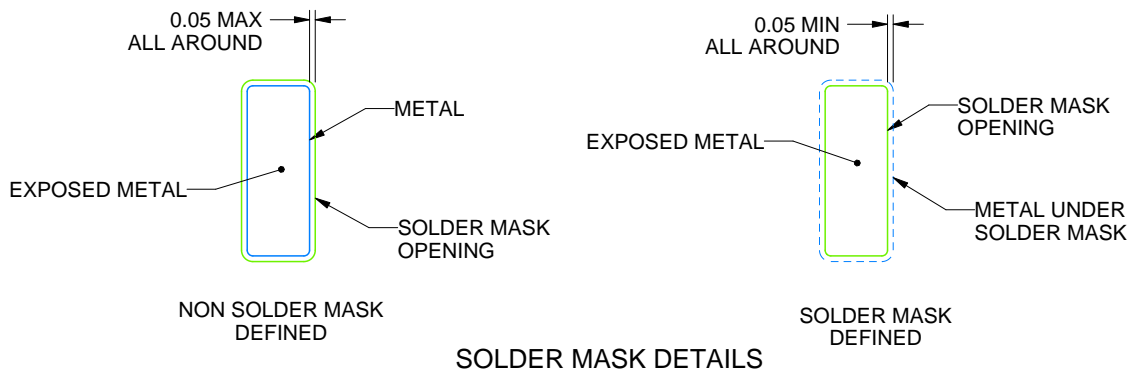 0.05 MAX
ALL AROUND
METAL
EXPOSED METAL
SOLDER MASK
OPENING
NON SOLDER MASK
DEFINED
0.05 MIN
ALL AROUND
SOLDER MASK
OPENING
EXPOSED METAL
METAL UNDER
SOLDER MASK
SOLDER MASK
DEFINED
SOLDER MASK DETAILS